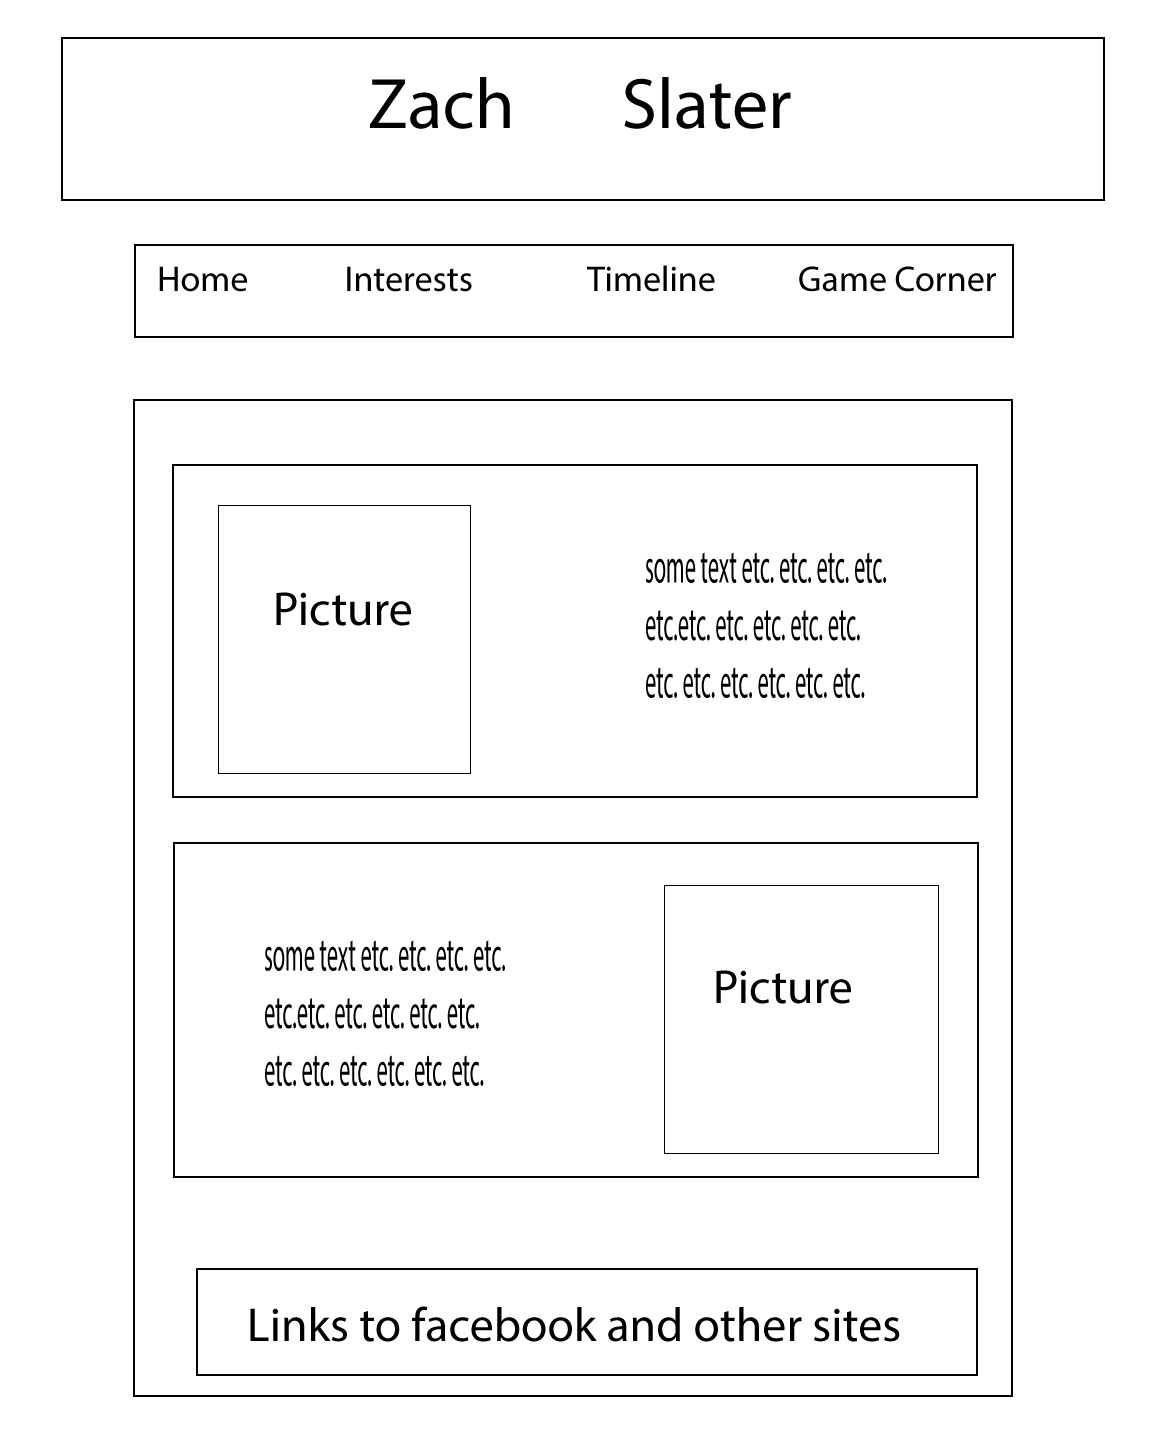 Zach Slater
Home Interests Timeline Game Corner
Picture
some text etc. etc. etc. etc.
etc.etc. etc. etc. etc. etc.
etc. etc. etc. etc. etc. etc.
some text etc. etc. etc. etc.
etc.etc. etc. etc. etc. etc.
etc. etc. etc. etc. etc. etc.
Picture
Links to facebook and other sites